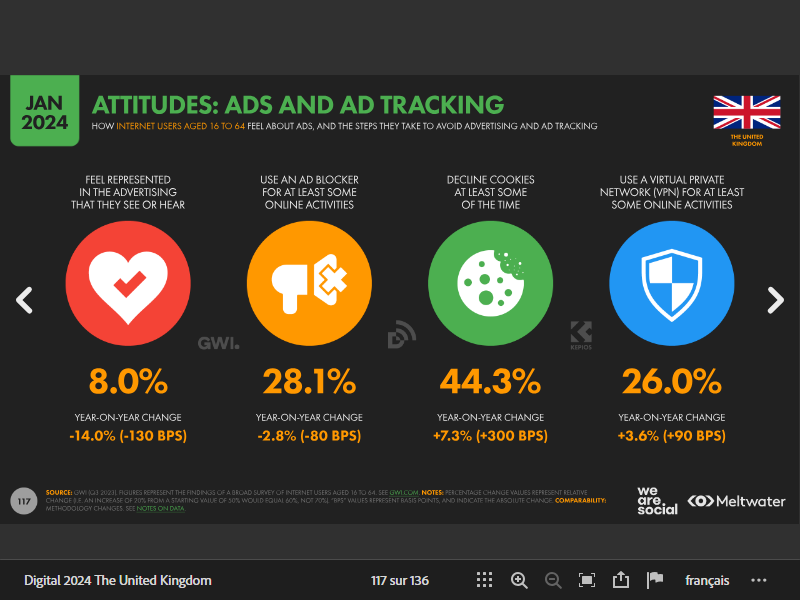 JAN
2024
ATTITUDES: ADS AND AD TRACKING
HOW INTERNET USERS AGED 16 TO 64 FEEL ABOUT ADS, AND THE STEPS THEY TAKE TO AVOID ADVERTISING AND AD TRACKING
THE UNITED
KINGDOM
FEEL REPRESENTED
IN THE ADVERTISING
THAT THEY SEE OR HEAR
USE AN AD BLOCKER
FOR AT LEAST SOME
ONLINE ACTIVITIES
DECLINE COOKIES
AT LEAST SOME
OF THE TIME
USE A VIRTUAL PRIVATE
NETWORK (VPN) FOR AT LEAST
SOME ONLINE ACTIVITIES
GWI.
KEPIOS
8.0%
28.1%
44.3%
26.0%
YEAR-ON-YEAR CHANGE
YEAR-ON-YEAR CHANGE
YEAR-ON-YEAR CHANGE
YEAR-ON-YEAR CHANGE
-14.0% (-130 BPS)
-2.8% (-80 BPS)
+7.3% (+300 BPS)
+3.6% (+90 BPS)
117
SOURCE: GWI (Q3 2023). FIGURES REPRESENT THE FINDINGS OF A BROAD SURVEY OF INTERNET USERS AGED 16 TO 64. SEE GWI.COM. NOTES: PERCENTAGE CHANGE VALUES REPRESENT RELATIVE
CHANGE (I.E. AN INCREASE OF 20% FROM A STARTING VALUE OF 50% WOULD EQUAL 60%, NOT 70%). "BPS" VALUES REPRESENT BASIS POINTS, AND INDICATE THE ABSOLUTE CHANGE. COMPARABILITY:
METHODOLOGY CHANGES. SEE NOTES ON DATA.
we
are.
social
Meltwater
Digital 2024 The United Kingdom
117 sur 136
français